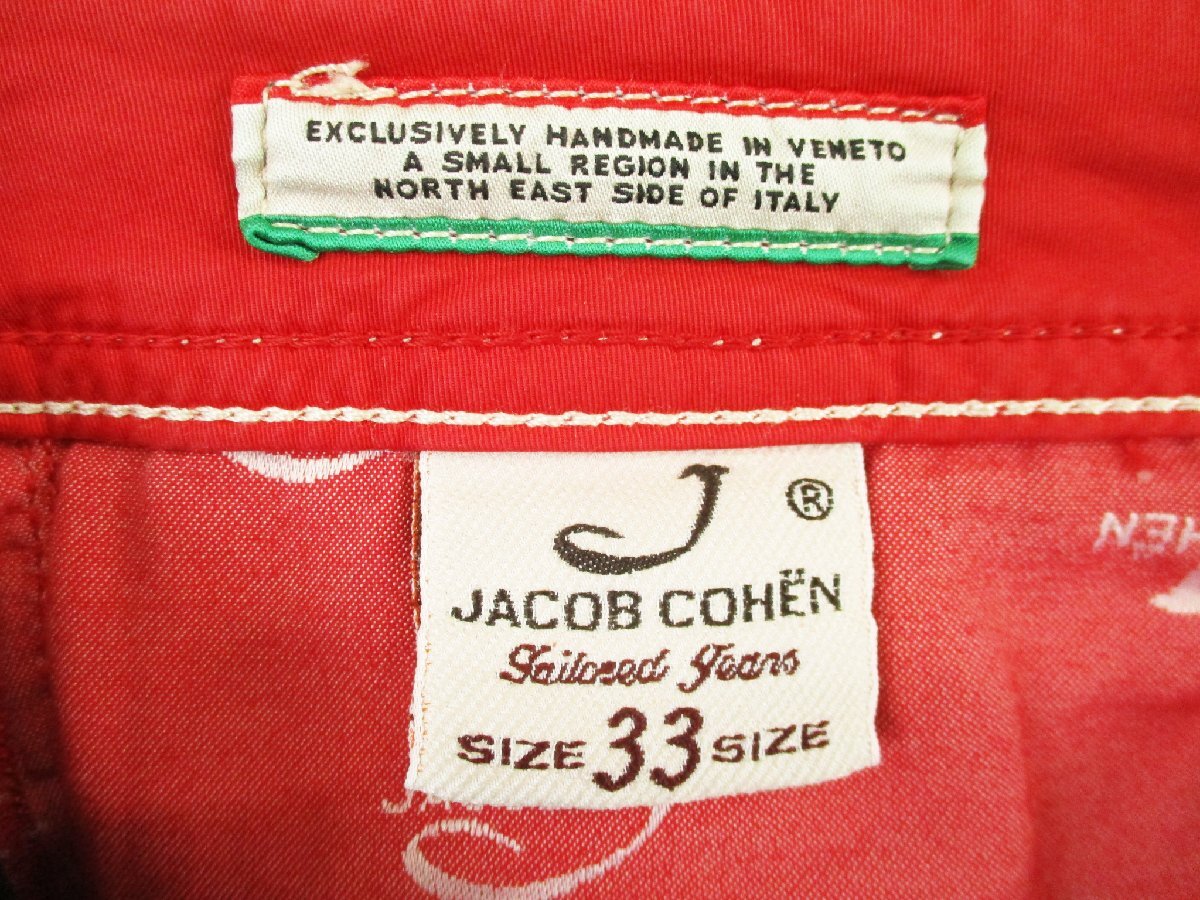 EXCLUSIVELY HANDMADE IN VENETO
A SMALL REGION IN THE
NORTH EAST SIDE OF ITALY
J ®
JACOB COHËN
Tailored Jeans
SIZE 33 SIZE
HEN